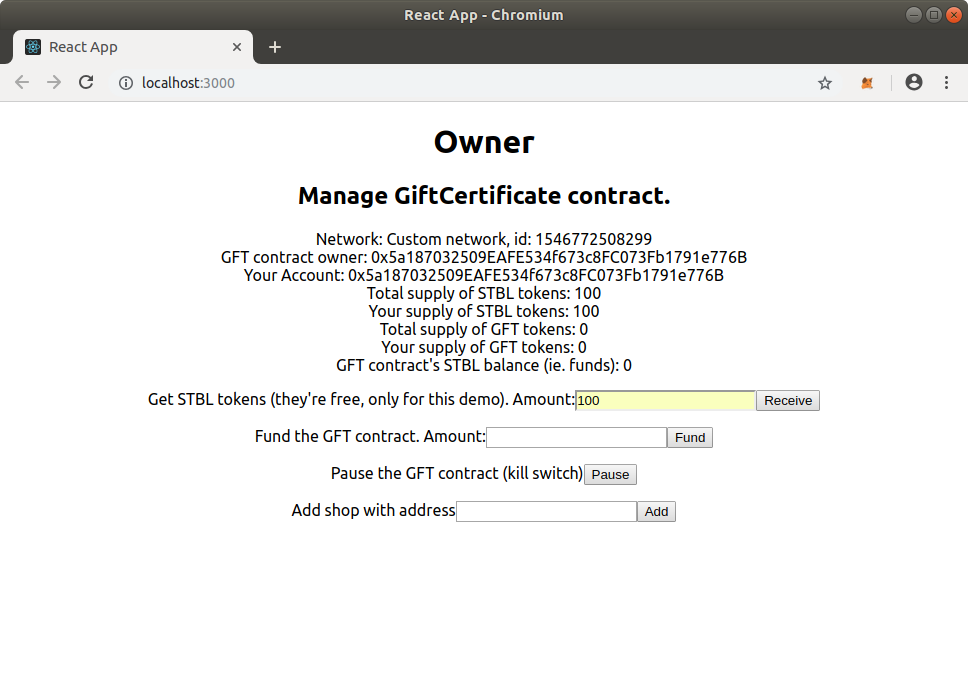 React App - Chromium
React App
localhost:3000
Owner
Manage GiftCertificate contract.
Network: Custom network, id: 1546772508299
GFT contract owner: 0x5a187032509EAFE534f673c8FC073Fb1791e776B
Your Account: 0x5a187032509EAFE534f673c8FC073Fb1791e776B
Total supply of STBL tokens: 100
Your supply of STBL tokens: 100
Total supply of GFT tokens: 0
Your supply of GFT tokens: 0
GFT contract's STBL balance (ie. funds): 0
Get STBL tokens (they're free, only for this demo). Amount: 100 Receive
Fund the GFT contract. Amount: Fund
Pause the GFT contract (kill switch) Pause
Add shop with address Add